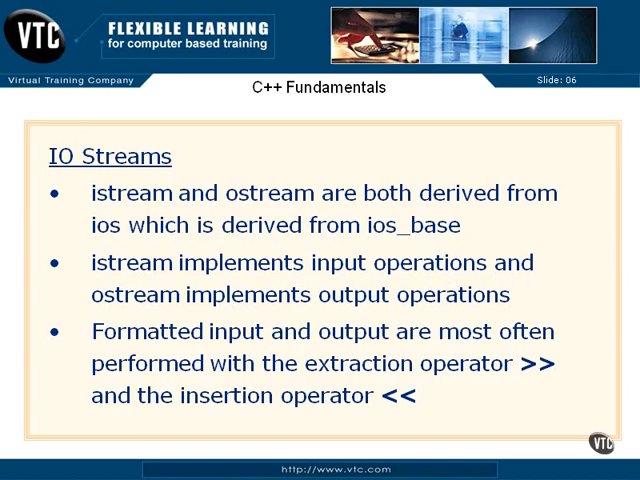 VTC
FLEXIBLE LEARNING
for computer based training
Virtual Training Company
Slide: 06
C++ Fundamentals
IO Streams
• istream and ostream are both derived from
ios which is derived from ios_base
• istream implements input operations and
ostream implements output operations
• Formatted input and output are most often
performed with the extraction operator >>
and the insertion operator <<
VTC
http://www.vtc.com